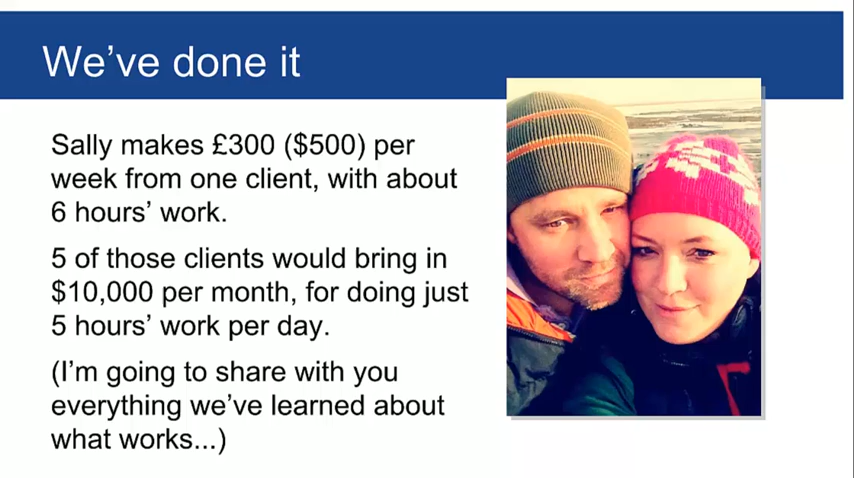 We’ve done it
Sally makes £300 ($500) per
week from one client, with about
6 hours’ work.
5 of those clients would bring in
$10,000 per month, for doing just
5 hours’ work per day.
(I’m going to share with you
everything we’ve learned about
what works...)